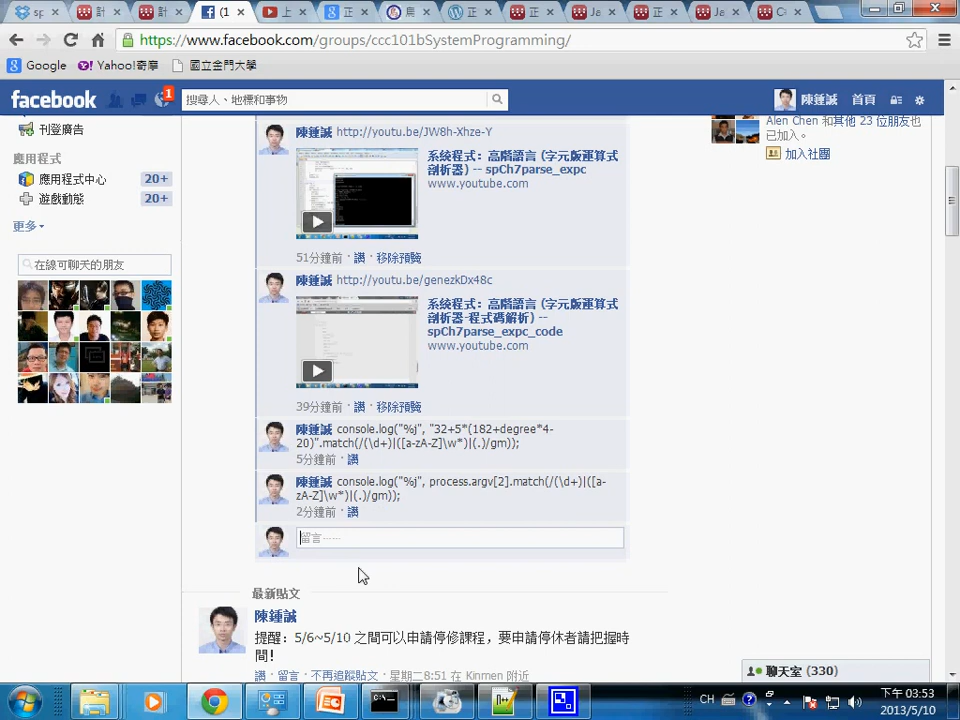 sp
計
計
(1
上
正
正
正
Ja
正
Ja
https://www.facebook.com/groups/ccc101bSystemProgramming/
Google
Yahoo!奇摩
國立金門大學
facebook
1
搜尋人、地標和事物
陳鍾誠
首頁
刊登廣告
應用程式
應用程式中心
20+
遊戲動態
20+
更多
在線可聊天的朋友
陳鍾誠 http://youtu.be/JW8h-Xhze-Y
系統程式：高階語言 (字元版運算式
剖析器) -- spCh7parse_expc
www.youtube.com
51分鐘前 · 讚 · 移除預覽
陳鍾誠 http://youtu.be/genezkDx48c
系統程式：高階語言 (字元版運算式
剖析器-程式碼解析) --
spCh7parse_expc_code
www.youtube.com
39分鐘前 · 讚 · 移除預覽
陳鍾誠 console.log("%j", "32+5*(182+degree*4-
20)".match(/(\d+)|([a-zA-Z]\w*)|(.)/gm));
5分鐘前 · 讚
陳鍾誠 console.log("%j", process.argv[2].match(/(\d+)|([a-
zA-Z]\w*)|(.)/gm));
2分鐘前 · 讚
留言……
最新貼文
陳鍾誠
提醒：5/6~5/10 之間可以申請停修課程，要申請停休者請把握時
間！
讚 · 留言 · 不再追蹤貼文 · 星期二8:51 在 Kinmen 附近
Alen Chen 和其他 23 位朋友也
已加入。
加入社團
聊天室 (330)
CH
下午 03:53
2013/5/10